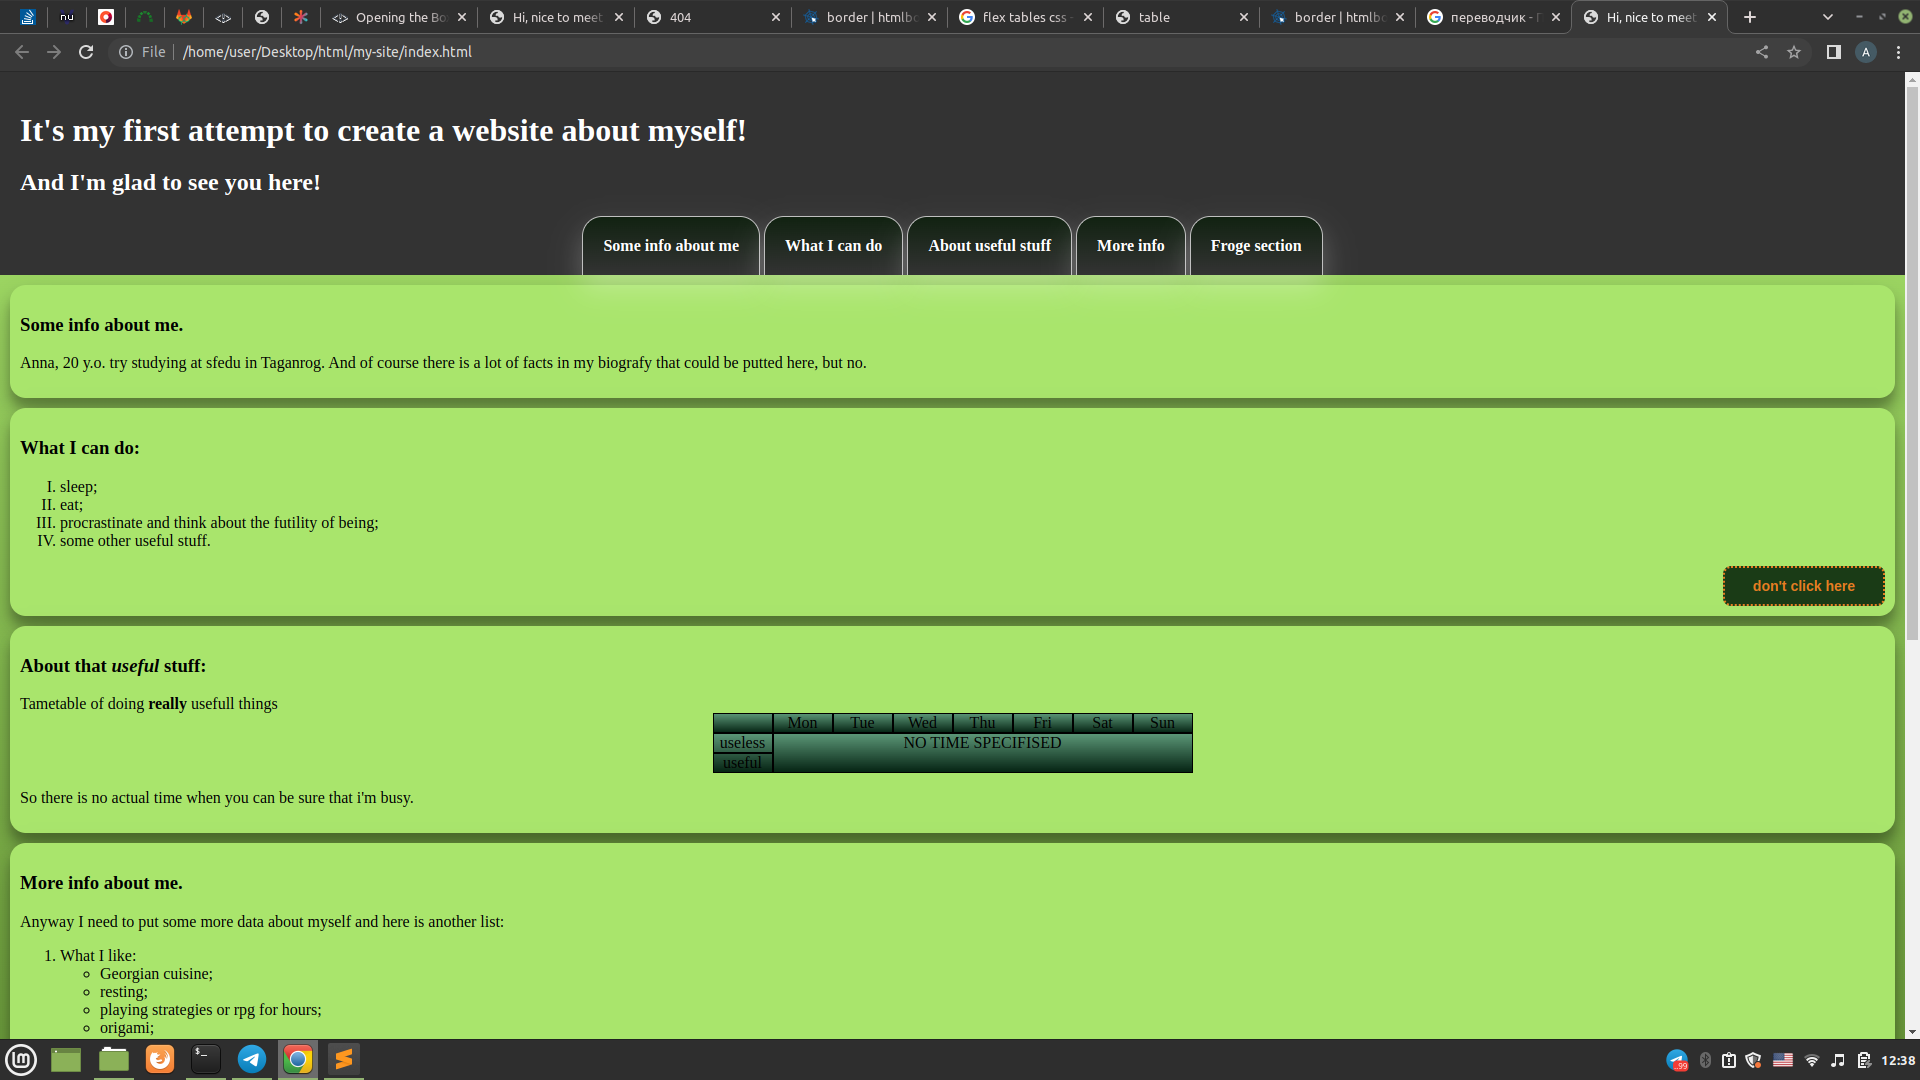 Opening the Bo
Hi, nice to meet
404
border | htmlbo
flex tables css -
table
border | htmlbo
переводчик - П
Hi, nice to meet
File
/home/user/Desktop/html/my-site/index.html
A
It's my first attempt to create a website about myself!
And I'm glad to see you here!
Some info about me
What I can do
About useful stuff
More info
Froge section
Some info about me.
Anna, 20 y.o. try studying at sfedu in Taganrog. And of course there is a lot of facts in my biografy that could be putted here, but no.
What I can do:
I. sleep;
II. eat;
III. procrastinate and think about the futility of being;
IV. some other useful stuff.
don't click here
About that useful stuff:
Tametable of doing really usefull things
Mon Tue Wed Thu Fri Sat Sun
useless NO TIME SPECIFISED
useful
So there is no actual time when you can be sure that i'm busy.
More info about me.
Anyway I need to put some more data about myself and here is another list:
1. What I like:
Georgian cuisine;
resting;
playing strategies or rpg for hours;
origami;
12:38